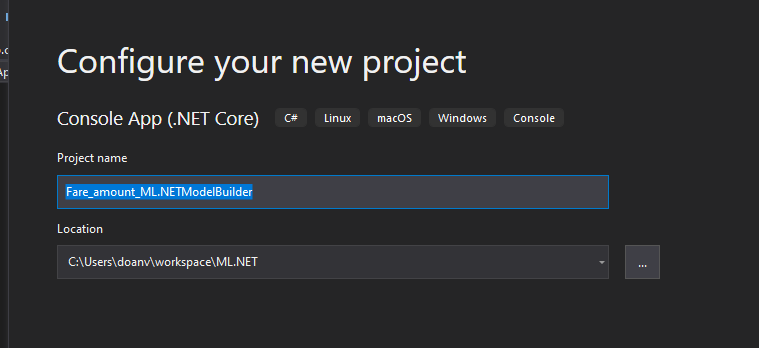 Configure your new project
Console App (.NET Core) C# Linux macOS Windows Console
Project name
Fare_amount_ML.NETModelBuilder
Location
C:\Users\doanv\workspace\ML.NET
...